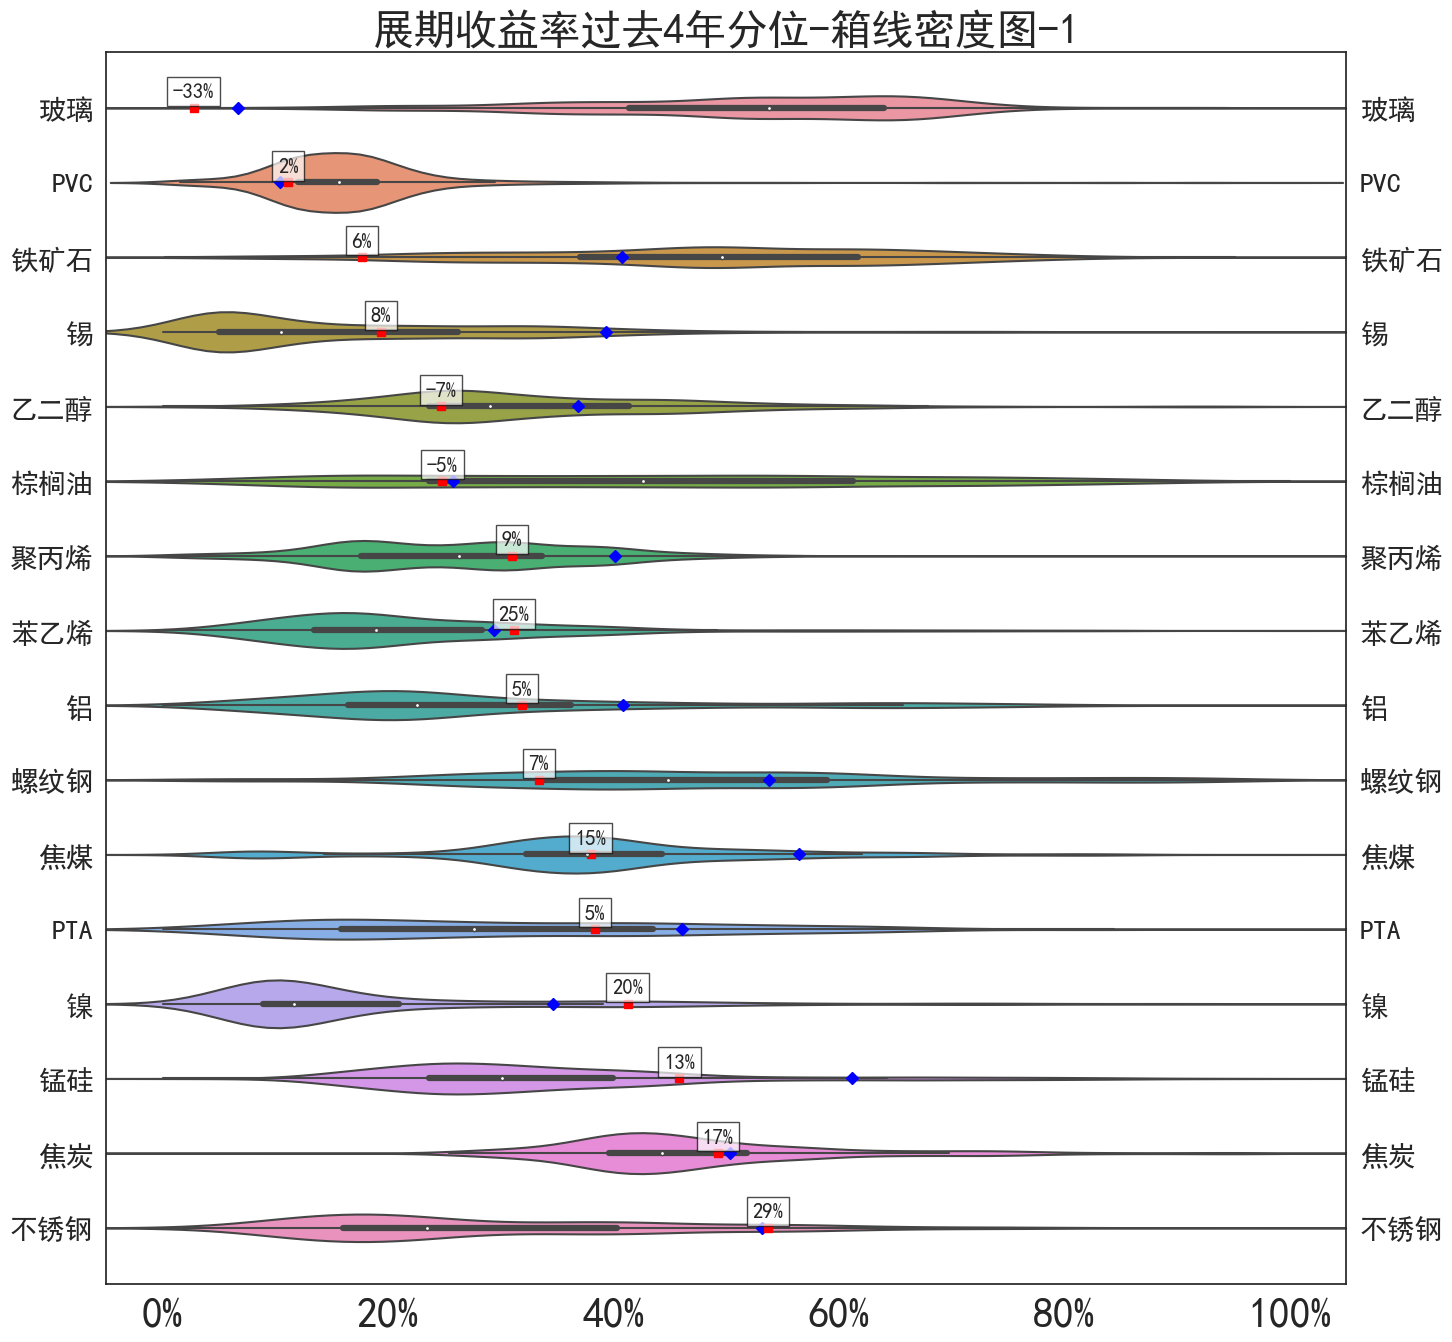 展期收益率过去4年分位-箱线密度图-1
玻璃 -33% 玻璃
PVC 2% PVC
铁矿石 6% 铁矿石
锡 8% 锡
乙二醇 -7% 乙二醇
棕榈油 -5% 棕榈油
聚丙烯 9% 聚丙烯
苯乙烯 25% 苯乙烯
铝 5% 铝
螺纹钢 7% 螺纹钢
焦煤 15% 焦煤
PTA 5% PTA
镍 20% 镍
锰硅 13% 锰硅
焦炭 17% 焦炭
不锈钢 29% 不锈钢
0% 20% 40% 60% 80% 100%